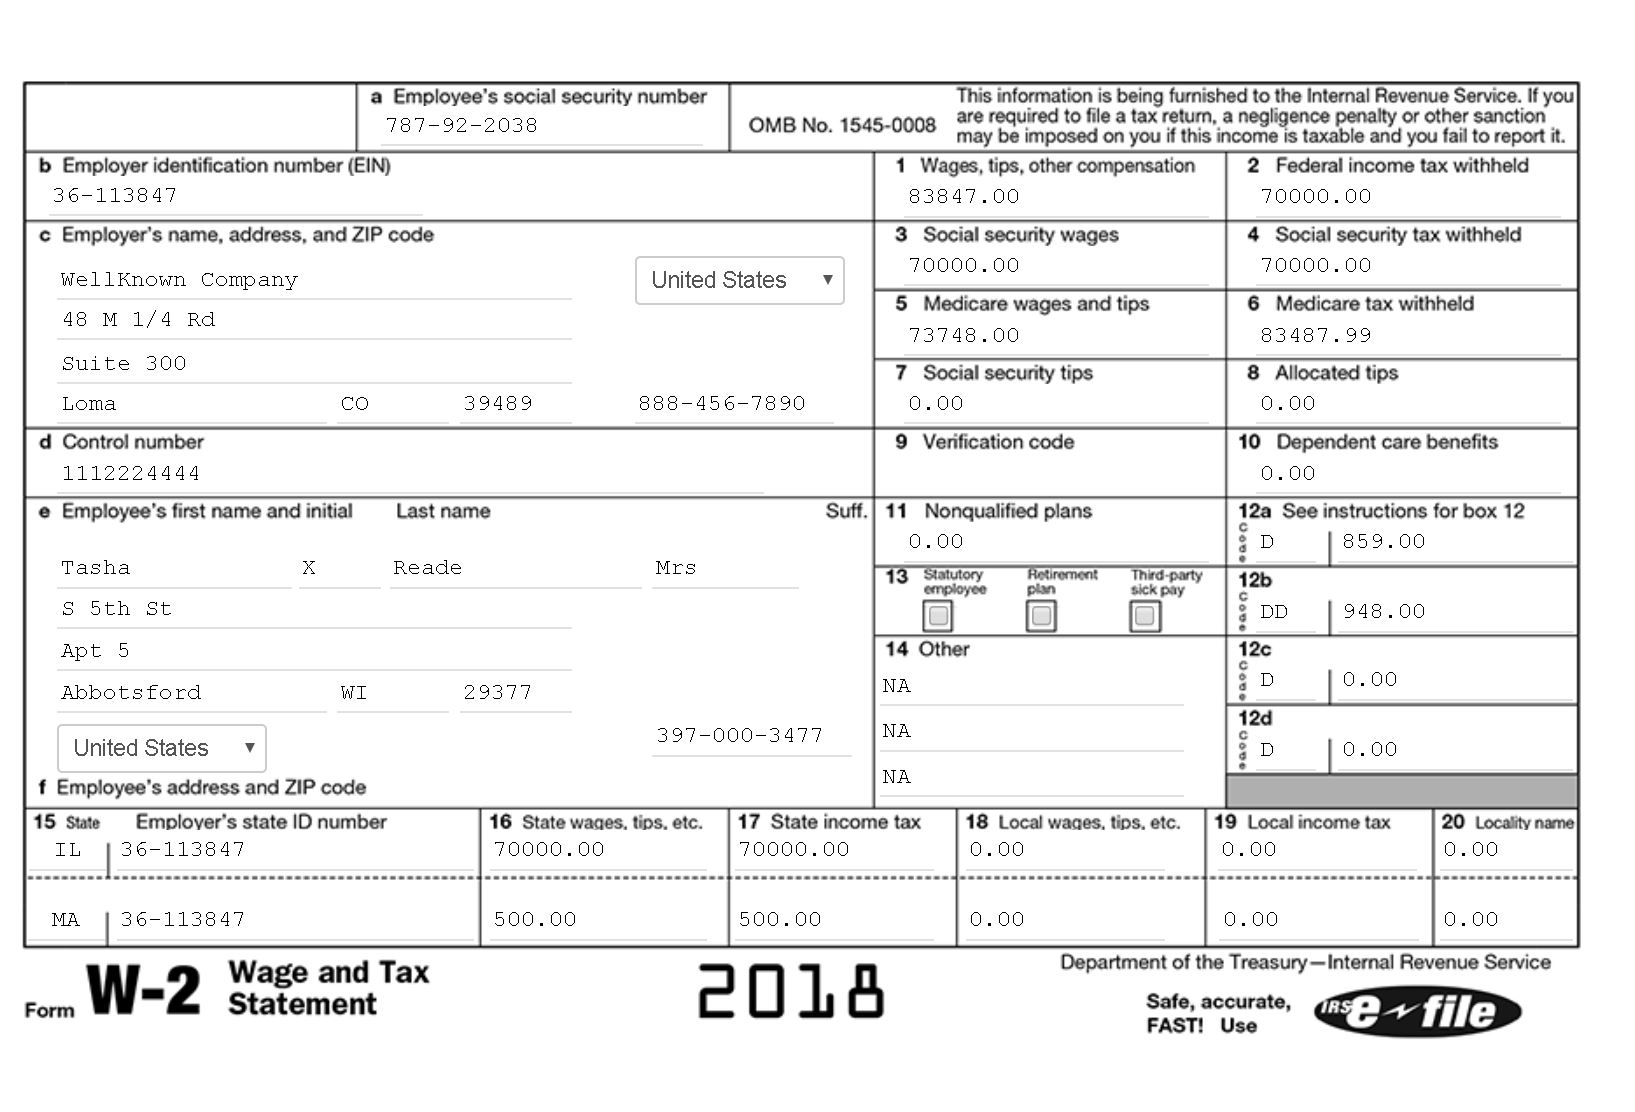 a Employee's social security number
787-92-2038
OMB No. 1545-0008
This information is being furnished to the Internal Revenue Service. If you
are required to file a tax return, a negligence penalty or other sanction
may be imposed on you if this income is taxable and you fail to report it.
b Employer identification number (EIN)
36-113847
1 Wages, tips, other compensation
83847.00
2 Federal income tax withheld
70000.00
c Employer's name, address, and ZIP code
WellKnown Company
United States
48 M 1/4 Rd
Suite 300
Loma CO 39489 888-456-7890
3 Social security wages
70000.00
4 Social security tax withheld
70000.00
5 Medicare wages and tips
73748.00
6 Medicare tax withheld
83487.99
7 Social security tips
0.00
8 Allocated tips
0.00
d Control number
1112224444
9 Verification code
10 Dependent care benefits
0.00
e Employee's first name and initial Last name Suff.
Tasha X Reade Mrs
S 5th St
Apt 5
Abbotsford WI 29377
United States
397-000-3477
f Employee's address and ZIP code
11 Nonqualified plans
0.00
12a See instructions for box 12
Code D 859.00
13 Statutory employee Retirement plan Third-party sick pay
12b
Code DD 948.00
14 Other
NA
NA
NA
12c
Code D 0.00
12d
Code D 0.00
15 State Employer's state ID number 16 State wages, tips, etc. 17 State income tax 18 Local wages, tips, etc. 19 Local income tax 20 Locality name
IL 36-113847 70000.00 70000.00 0.00 0.00 0.00
MA 36-113847 500.00 500.00 0.00 0.00 0.00
Form W-2 Wage and Tax
Statement
2018
Department of the Treasury—Internal Revenue Service
Safe, accurate,
FAST! Use
IRS e-file